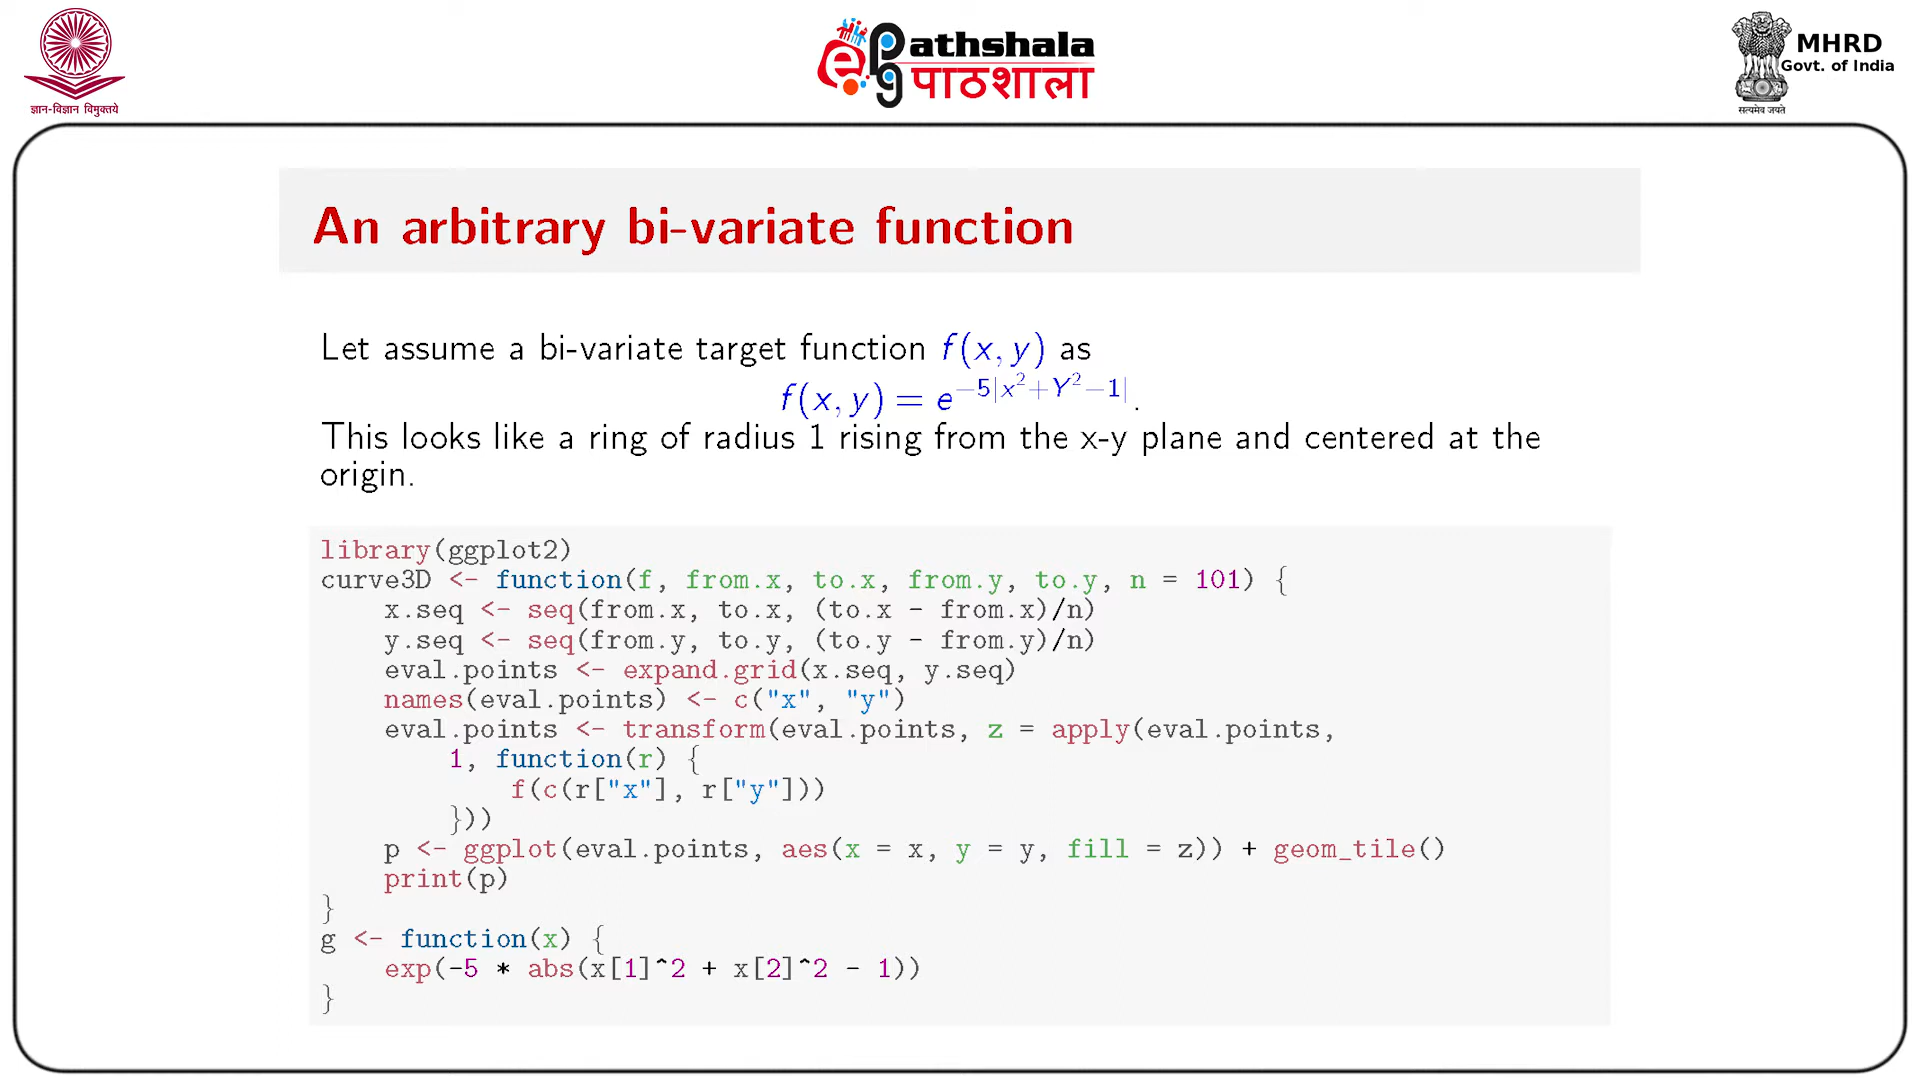 ज्ञान-विज्ञान विमुक्तये
ePathshala
पाठशाला
MHRD
Govt. of India
सत्यमेव जयते
An arbitrary bi-variate function
Let assume a bi-variate target function f(x, y) as
f(x, y) = e^{−5|x²+Y²−1|}.
This looks like a ring of radius 1 rising from the x-y plane and centered at the
origin.
library(ggplot2)
curve3D <- function(f, from.x, to.x, from.y, to.y, n = 101) {
    x.seq <- seq(from.x, to.x, (to.x - from.x)/n)
    y.seq <- seq(from.y, to.y, (to.y - from.y)/n)
    eval.points <- expand.grid(x.seq, y.seq)
    names(eval.points) <- c("x", "y")
    eval.points <- transform(eval.points, z = apply(eval.points,
        1, function(r) {
            f(c(r["x"], r["y"]))
        }))
    p <- ggplot(eval.points, aes(x = x, y = y, fill = z)) + geom_tile()
    print(p)
}
g <- function(x) {
    exp(-5 * abs(x[1]^2 + x[2]^2 - 1))
}